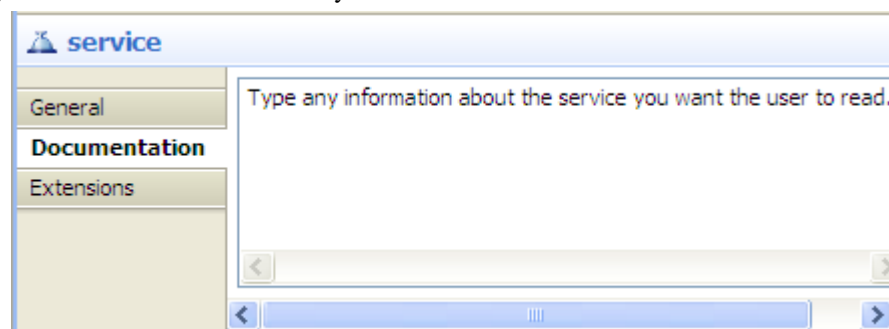 service
General
Type any information about the service you want the user to read.
Documentation
Extensions